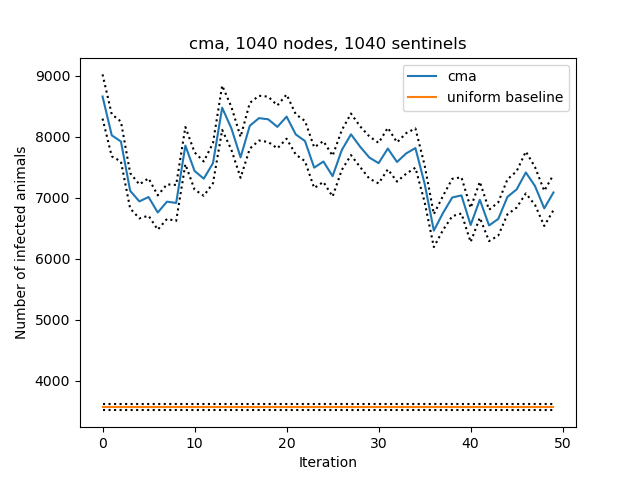 cma, 1040 nodes, 1040 sentinels
cma
uniform baseline
Number of infected animals
9000
8000
7000
6000
5000
4000
0 10 20 30 40 50
Iteration